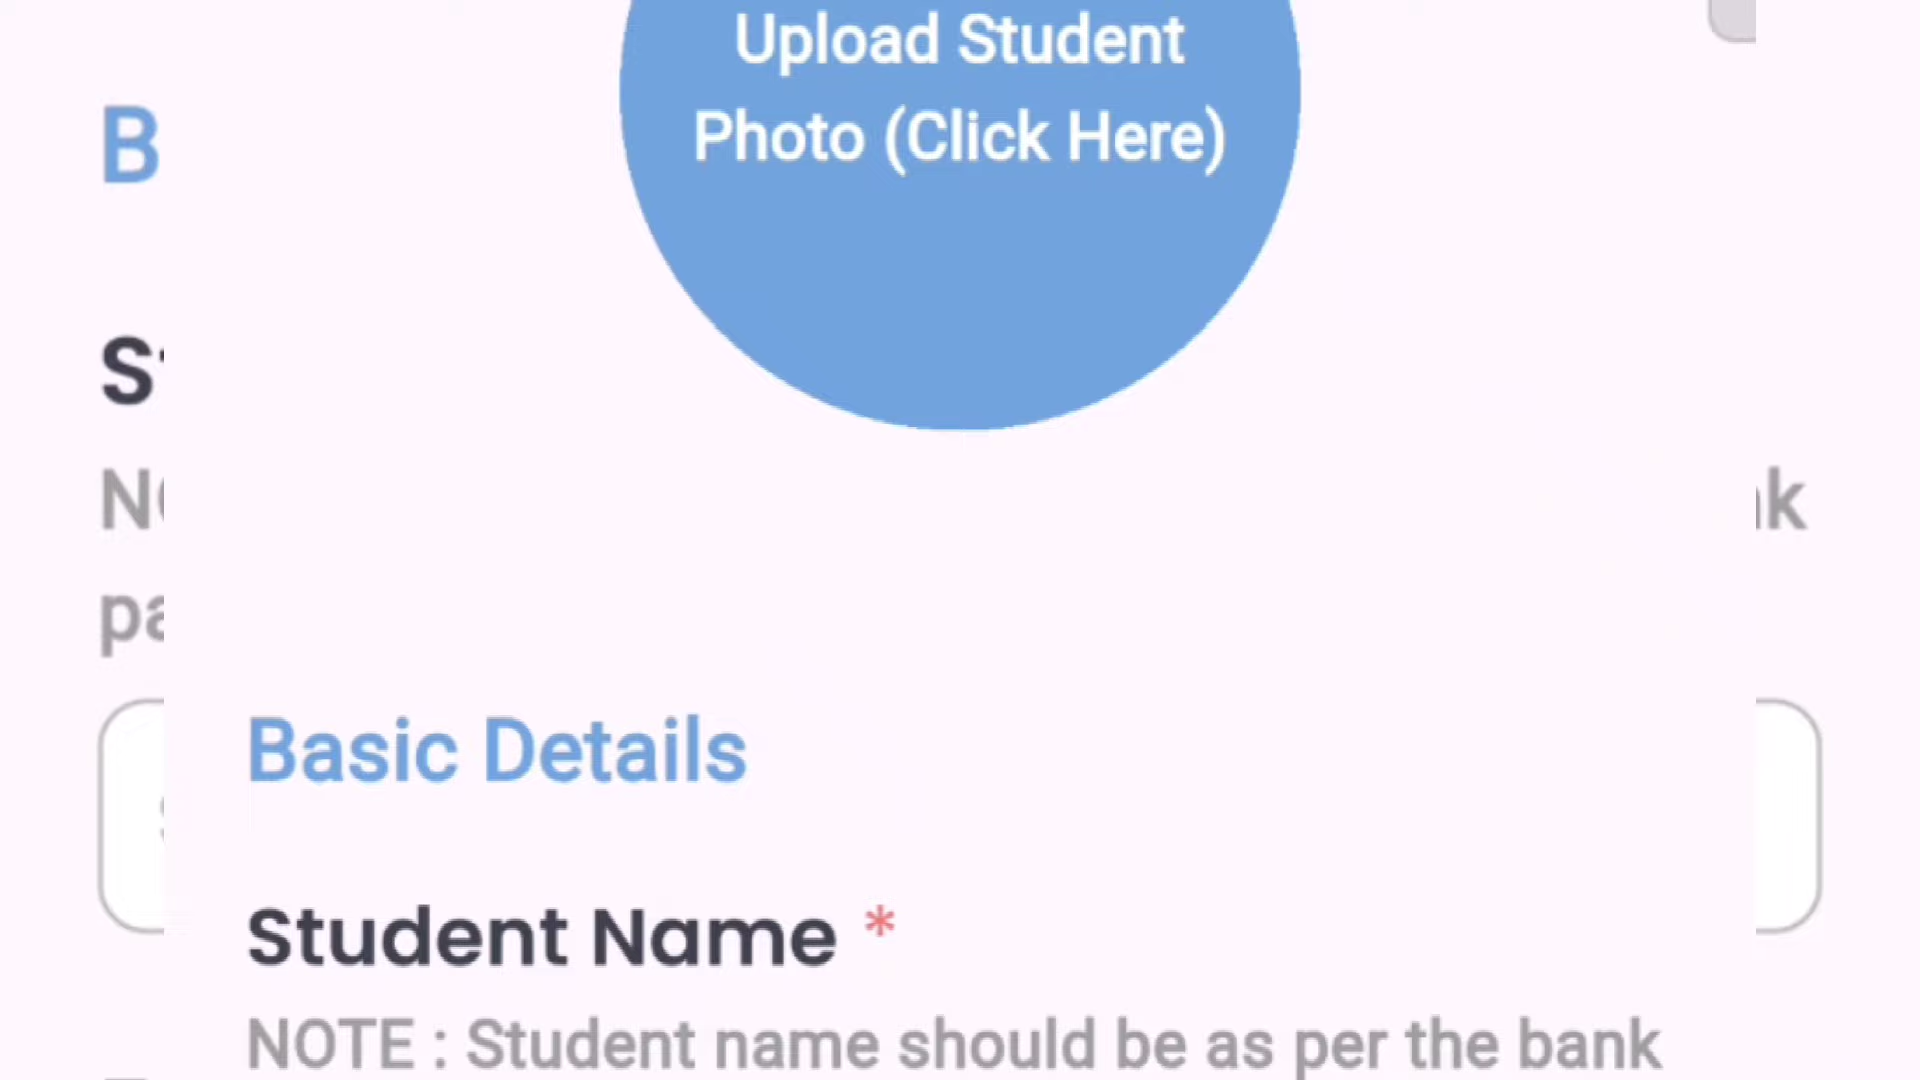 Upload Student
Photo (Click Here)
Basic Details
Student Name *
NOTE : Student name should be as per the bank